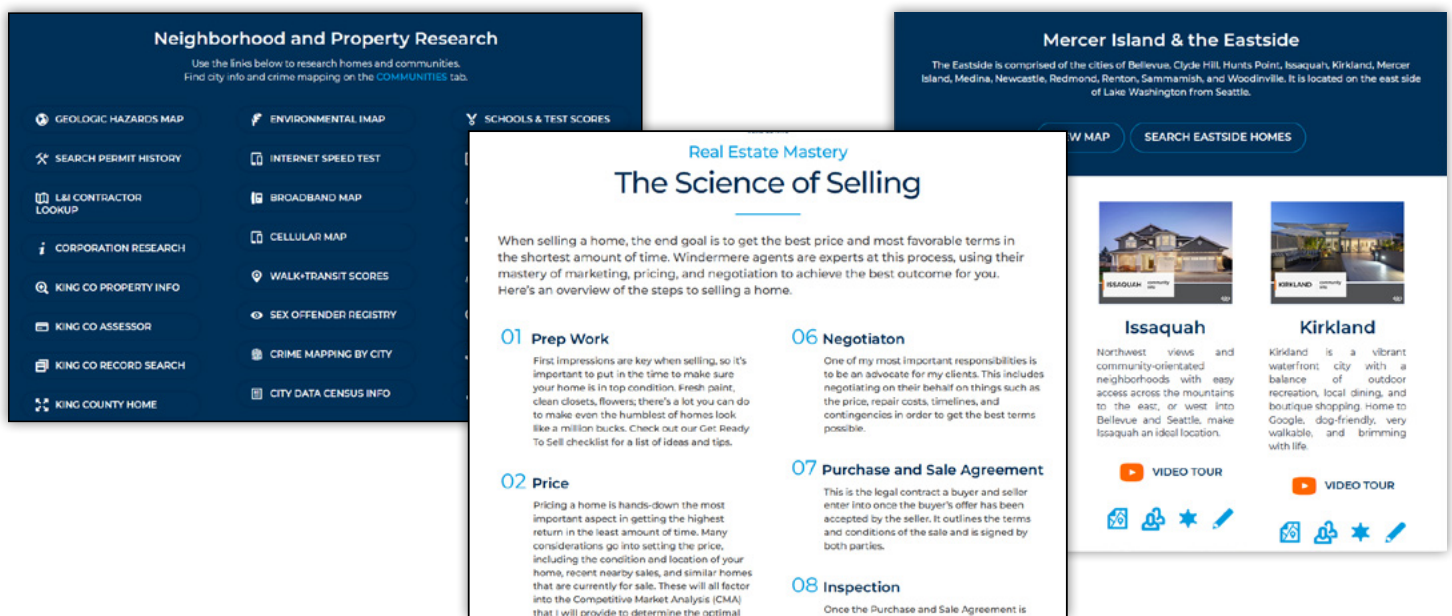 Neighborhood and Property Research
Use the links below to research homes and communities.
Find city info and crime mapping on the COMMUNITIES tab.
GEOLOGIC HAZARDS MAP
SEARCH PERMIT HISTORY
L&I CONTRACTOR
LOOKUP
CORPORATION RESEARCH
KING CO PROPERTY INFO
KING CO ASSESSOR
KING CO RECORD SEARCH
KING COUNTY HOME
ENVIRONMENTAL IMAP
INTERNET SPEED TEST
BROADBAND MAP
CELLULAR MAP
WALK+TRANSIT SCORES
SEX OFFENDER REGISTRY
CRIME MAPPING BY CITY
CITY DATA CENSUS INFO
SCHOOLS & TEST SCORES
Real Estate Mastery
The Science of Selling
When selling a home, the end goal is to get the best price and most favorable terms in
the shortest amount of time. Windermere agents are experts at this process, using their
mastery of marketing, pricing, and negotiation to achieve the best outcome for you.
Here's an overview of the steps to selling a home.
01 Prep Work
First impressions are key when selling, so it's
important to put in the time to make sure
your home is in top condition. Fresh paint,
clean closets, flowers; there's a lot you can do
to make even the humblest of homes look
like a million bucks. Check out our Get Ready
To Sell checklist for a list of ideas and tips.
02 Price
Pricing a home is hands-down the most
important aspect in getting the highest
return in the least amount of time. Many
considerations go into setting the price,
including the condition and location of your
home, recent nearby sales, and similar homes
that are currently for sale. These will all factor
into the Competitive Market Analysis (CMA)
that I will provide to determine the optimal
06 Negotiaton
One of my most important responsibilities is
to be an advocate for my clients. This includes
negotiating on their behalf on things such as
the price, repair costs, timelines, and
contingencies in order to get the best terms
possible.
07 Purchase and Sale Agreement
This is the legal contract a buyer and seller
enter into once the buyer's offer has been
accepted by the seller. It outlines the terms
and conditions of the sale and is signed by
both parties.
08 Inspection
Once the Purchase and Sale Agreement is
Mercer Island & the Eastside
The Eastside is comprised of the cities of Bellevue, Clyde Hill, Hunts Point, Issaquah, Kirkland, Mercer
Island, Medina, Newcastle, Redmond, Renton, Sammamish, and Woodinville. It is located on the east side
of Lake Washington from Seattle.
MAP
SEARCH EASTSIDE HOMES
ISSAQUAH
Issaquah
Northwest views and
community-orientated
neighborhoods with easy
access across the mountains
to the east, or west into
Bellevue and Seattle, make
Issaquah an ideal location.
VIDEO TOUR
KIRKLAND
Kirkland
Kirkland is a vibrant
waterfront city with a
balance of outdoor
recreation, local dining, and
boutique shopping. Home to
Google, dog-friendly, very
walkable, and brimming
with life.
VIDEO TOUR